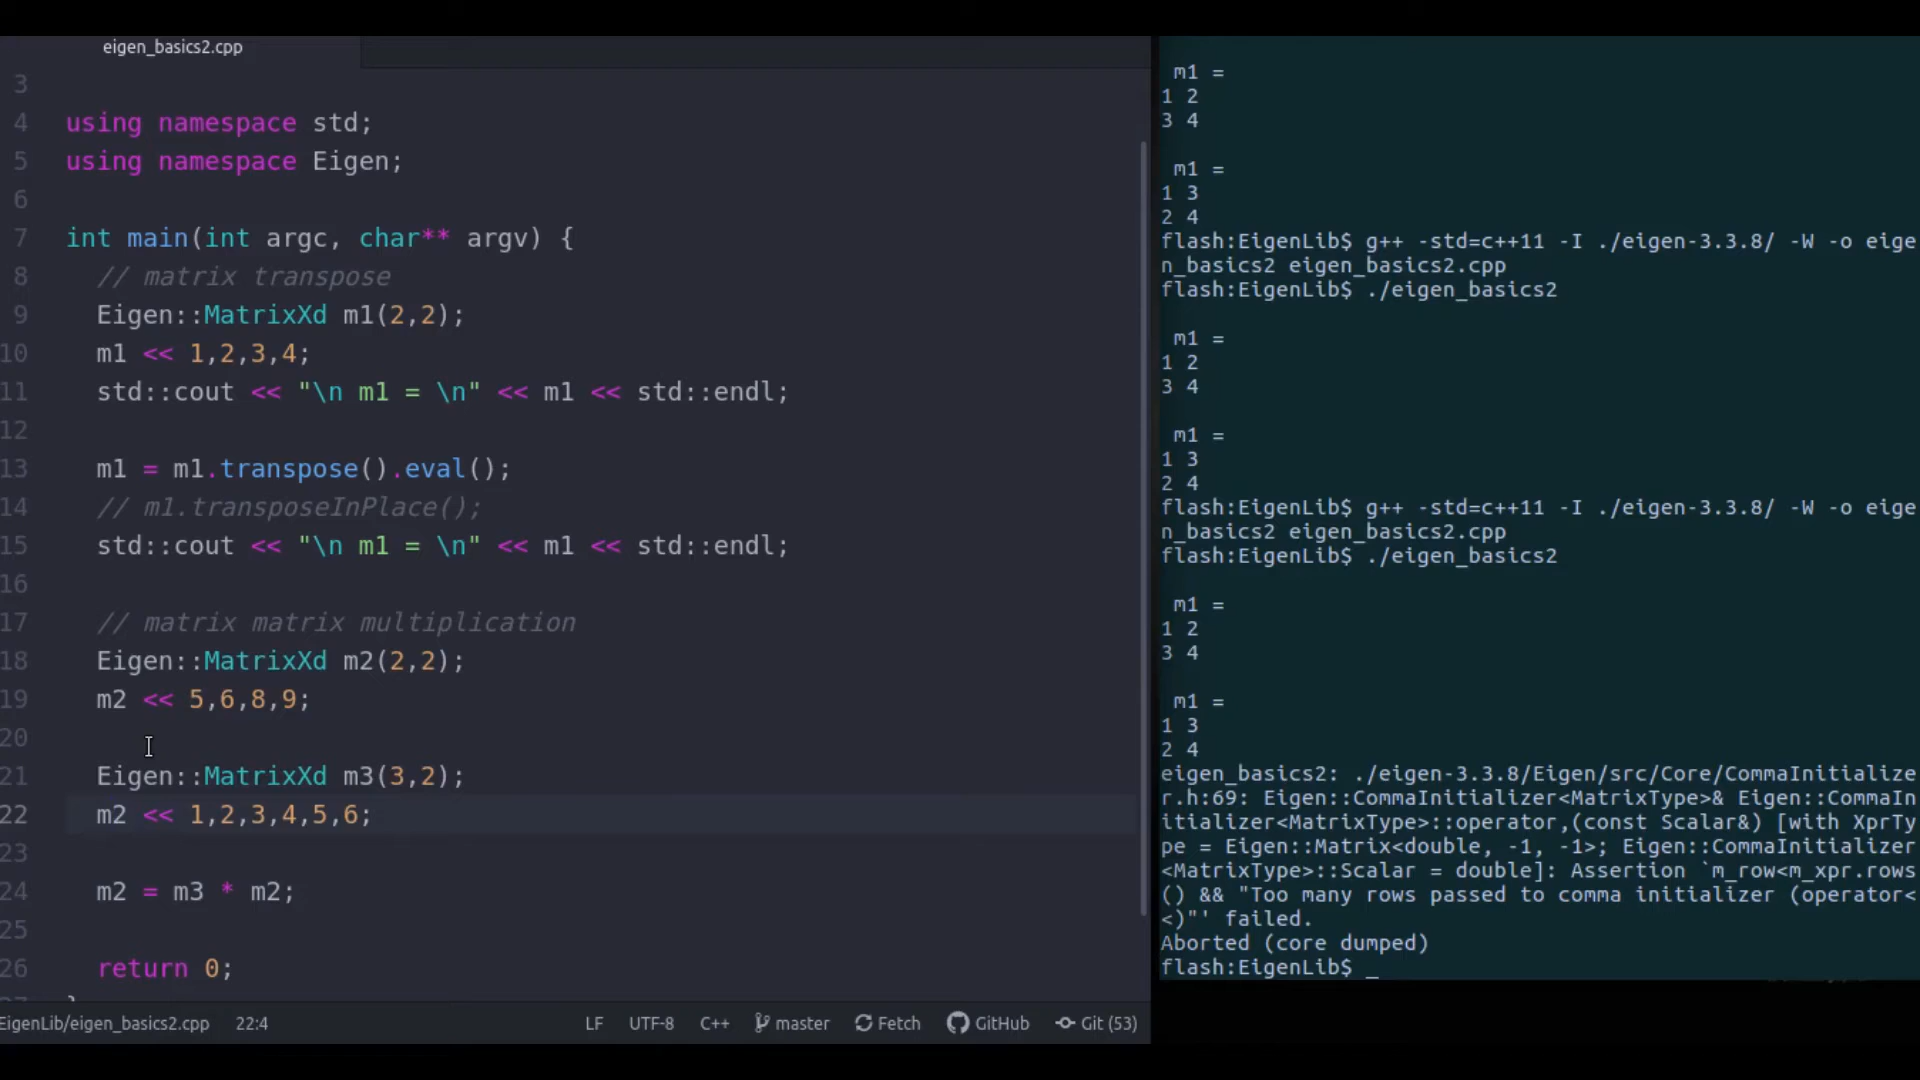 eigen_basics2.cpp
3
4 using namespace std;
5 using namespace Eigen;
6
7 int main(int argc, char** argv) {
8 // matrix transpose
9 Eigen::MatrixXd m1(2,2);
10 m1 << 1,2,3,4;
11 std::cout << "\n m1 = \n" << m1 << std::endl;
12
13 m1 = m1.transpose().eval();
14 // m1.transposeInPlace();
15 std::cout << "\n m1 = \n" << m1 << std::endl;
16
17 // matrix matrix multiplication
18 Eigen::MatrixXd m2(2,2);
19 m2 << 5,6,8,9;
20
21 Eigen::MatrixXd m3(3,2);
22 m2 << 1,2,3,4,5,6;
23
24 m2 = m3 * m2;
25
26 return 0;
EigenLib/eigen_basics2.cpp 22:4 LF UTF-8 C++ master Fetch GitHub Git (53)
m1 =
1 2
3 4
m1 =
1 3
2 4
flash:EigenLib$ g++ -std=c++11 -I ./eigen-3.3.8/ -W -o eige
n_basics2 eigen_basics2.cpp
flash:EigenLib$ ./eigen_basics2
m1 =
1 2
3 4
m1 =
1 3
2 4
flash:EigenLib$ g++ -std=c++11 -I ./eigen-3.3.8/ -W -o eige
n_basics2 eigen_basics2.cpp
flash:EigenLib$ ./eigen_basics2
m1 =
1 2
3 4
m1 =
1 3
2 4
eigen_basics2: ./eigen-3.3.8/Eigen/src/Core/CommaInitialize
r.h:69: Eigen::CommaInitializer<MatrixType>& Eigen::CommaIn
itializer<MatrixType>::operator,(const Scalar&) [with XprTy
pe = Eigen::Matrix<double, -1, -1>; Eigen::CommaInitializer
<MatrixType>::Scalar = double]: Assertion `m_row<m_xpr.rows
() && "Too many rows passed to comma initializer (operator<
<)"' failed.
Aborted (core dumped)
flash:EigenLib$ _